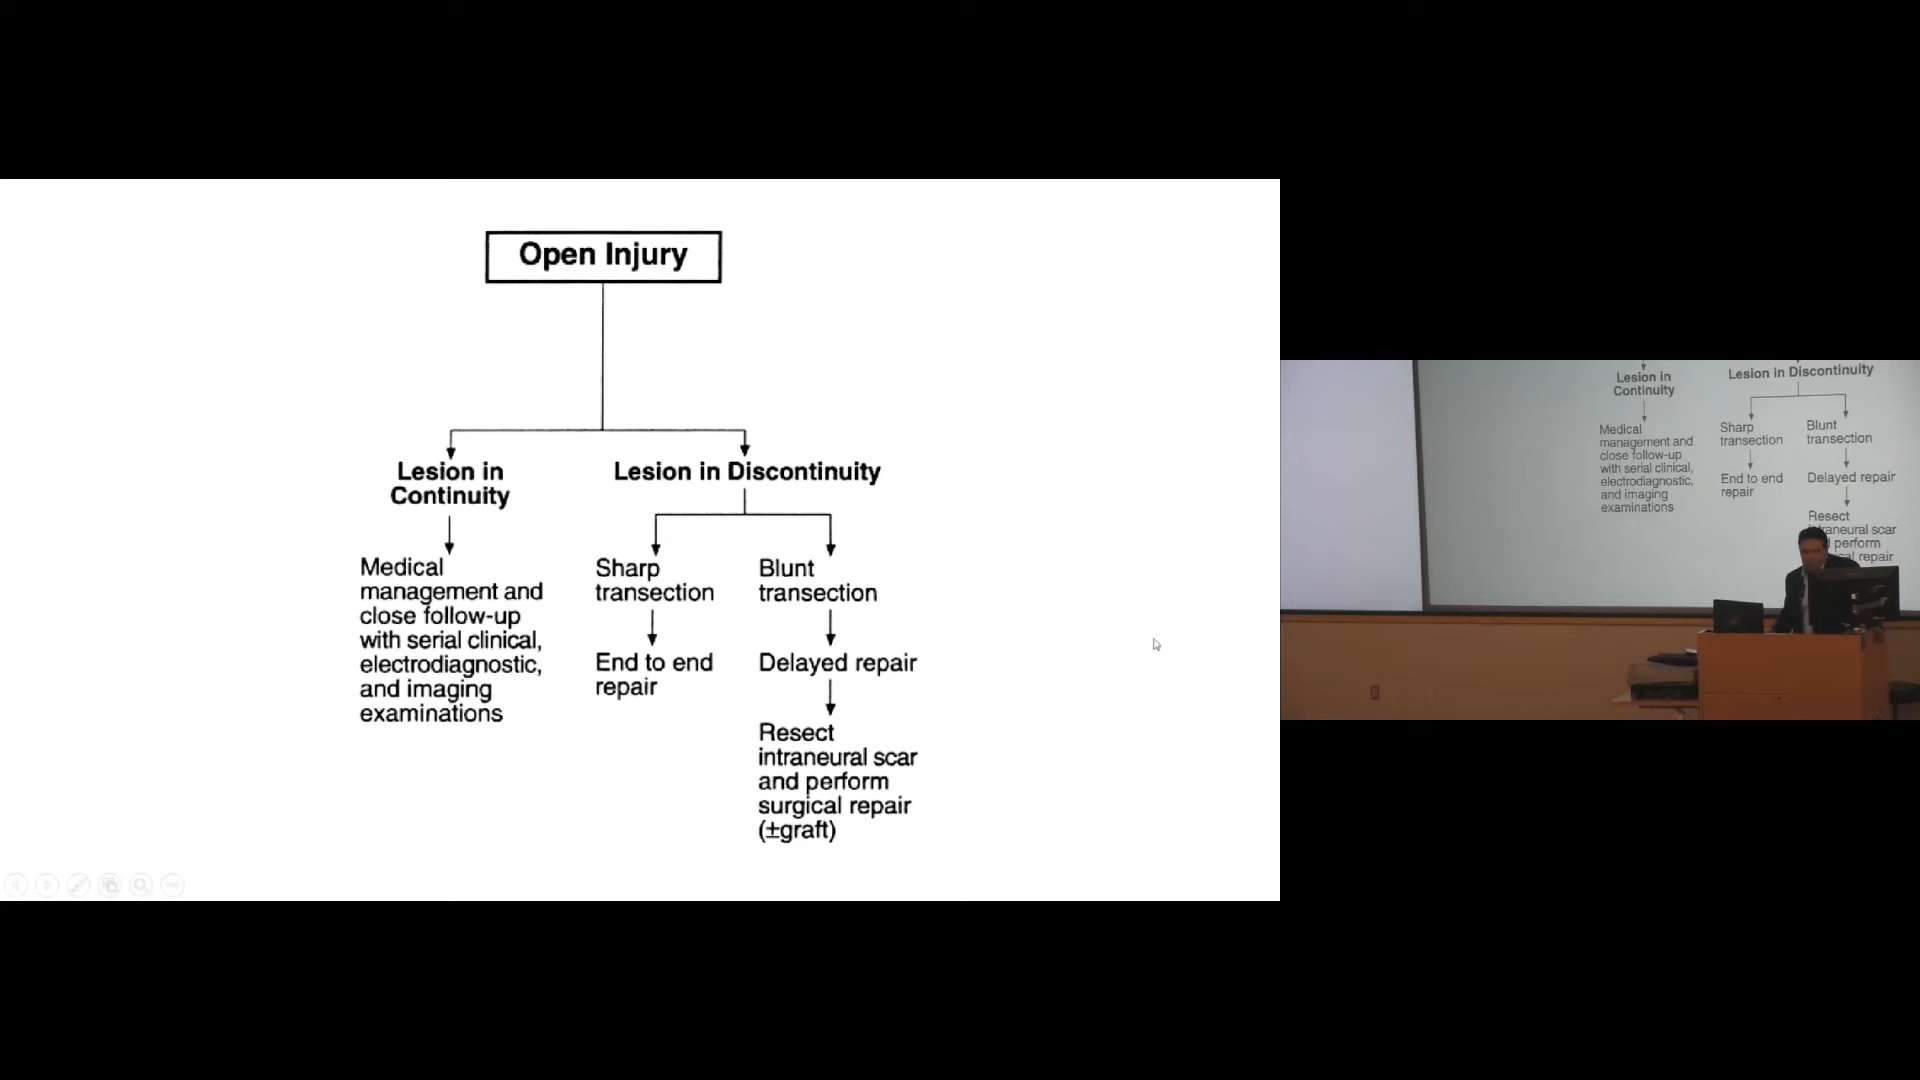 Open Injury
Lesion in
Continuity
Lesion in Discontinuity
Medical
management and
close follow-up
with serial clinical,
electrodiagnostic,
and imaging
examinations
Sharp
transection
End to end
repair
Blunt
transection
Delayed repair
Resect
intraneural scar
and perform
surgical repair
(±graft)
Lesion in
Continuity
Lesion in Discontinuity
Medical
management and
close follow-up
with serial clinical,
electrodiagnostic,
and imaging
examinations
Sharp
transection
End to end
repair
Blunt
transection
Delayed repair
Resect
scar
perform
repair